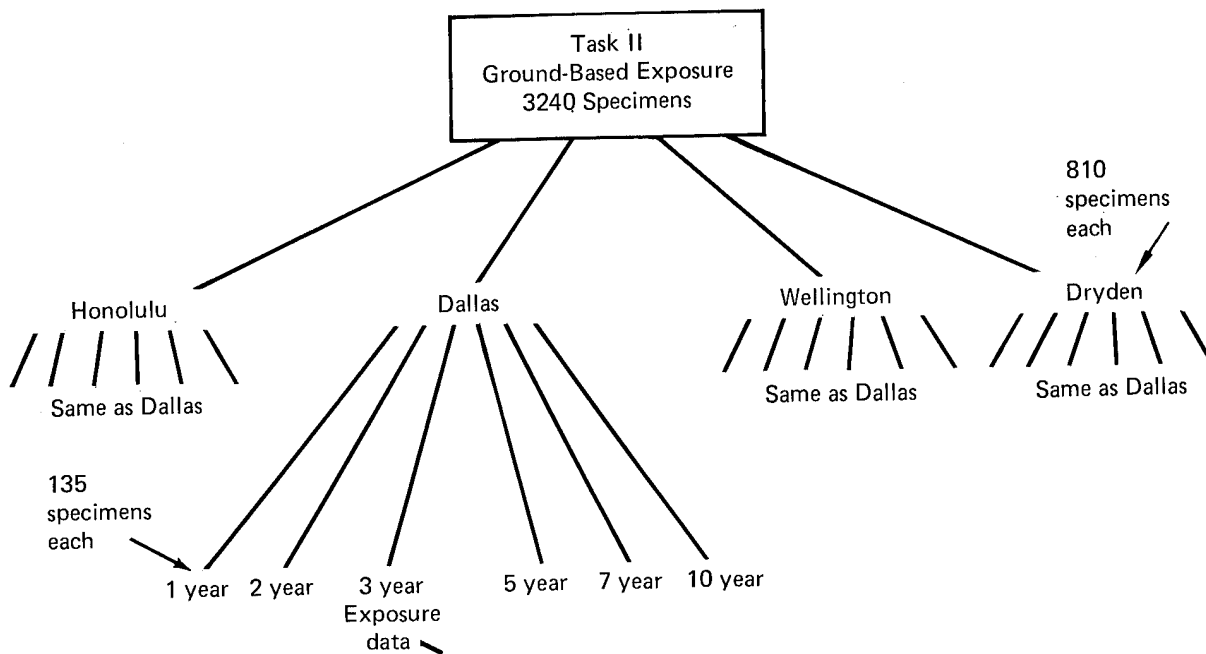 Task II
Ground-Based Exposure
3240 Specimens
810
specimens
each
Honolulu
Dallas
Wellington
Dryden
Same as Dallas
Same as Dallas
Same as Dallas
135
specimens
each
1 year
2 year
3 year
5 year
7 year
10 year
Exposure
data